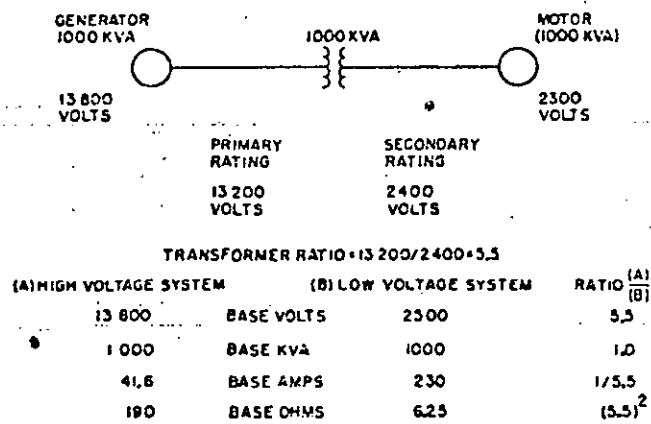 GENERATOR
1000 KVA
1000 KVA
MOTOR
(1000 KVA)
13 800
VOLTS
2300
VOLTS
PRIMARY
RATING
SECONDARY
RATING
13 200
VOLTS
2400
VOLTS
TRANSFORMER RATIO=13 200/2400=5.5
(A) HIGH VOLTAGE SYSTEM (B) LOW VOLTAGE SYSTEM RATIO (A)/(B)
13 800 BASE VOLTS 2500 5.5
1 000 BASE KVA 1000 1.0
41.6 BASE AMPS 230 1/5.5
190 BASE OHMS 6.25 (5.5)²